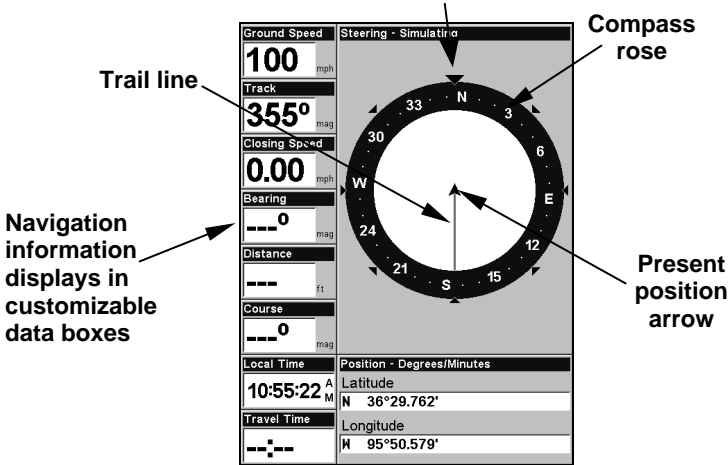 Ground Speed
100 mph
Track
355° mag
Closing Speed
0.00 mph
Bearing
---° mag
Distance
--- ft
Course
---° mag
Local Time
10:55:22 AM
Travel Time
--:--
Steering - Simulating
N
3
6
E
12
15
S
21
24
W
30
33
Position - Degrees/Minutes
Latitude
N 36°29.762'
Longitude
W 95°50.579'
Compass
rose
Trail line
Navigation
information
displays in
customizable
data boxes
Present
position
arrow